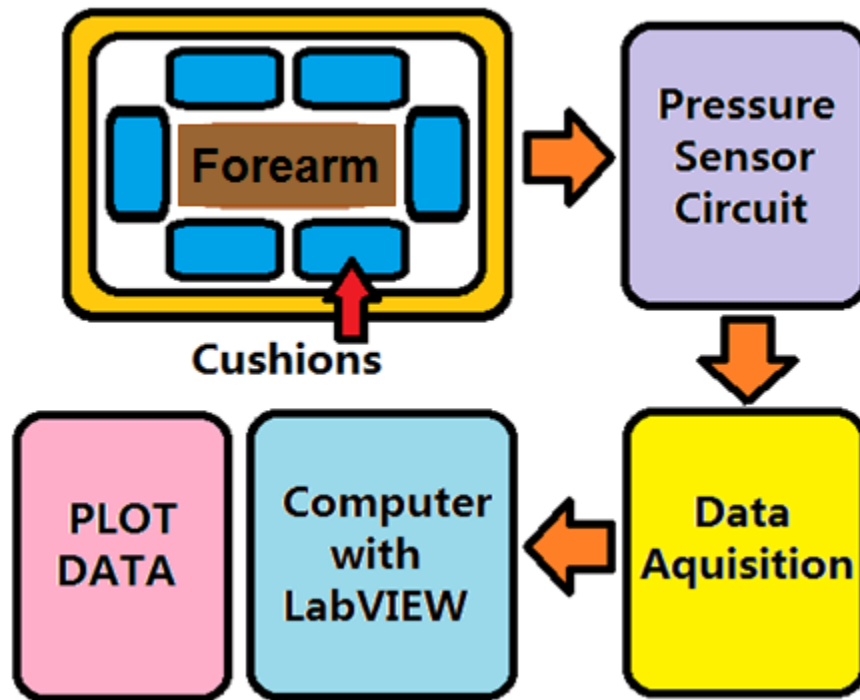 Forearm
Pressure
Sensor
Circuit
Cushions
PLOT
DATA
Computer
with
LabVIEW
Data
Aquisition